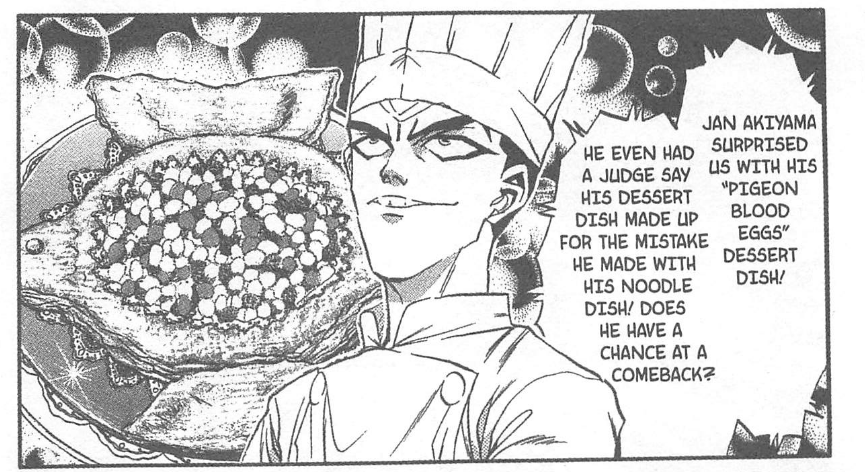 JAN AKIYAMA
SURPRISED
US WITH HIS
"PIGEON
BLOOD
EGGS"
DESSERT
DISH!
HE EVEN HAD
A JUDGE SAY
HIS DESSERT
DISH MADE UP
FOR THE MISTAKE
HE MADE WITH
HIS NOODLE
DISH! DOES
HE HAVE A
CHANCE AT A
COMEBACK?